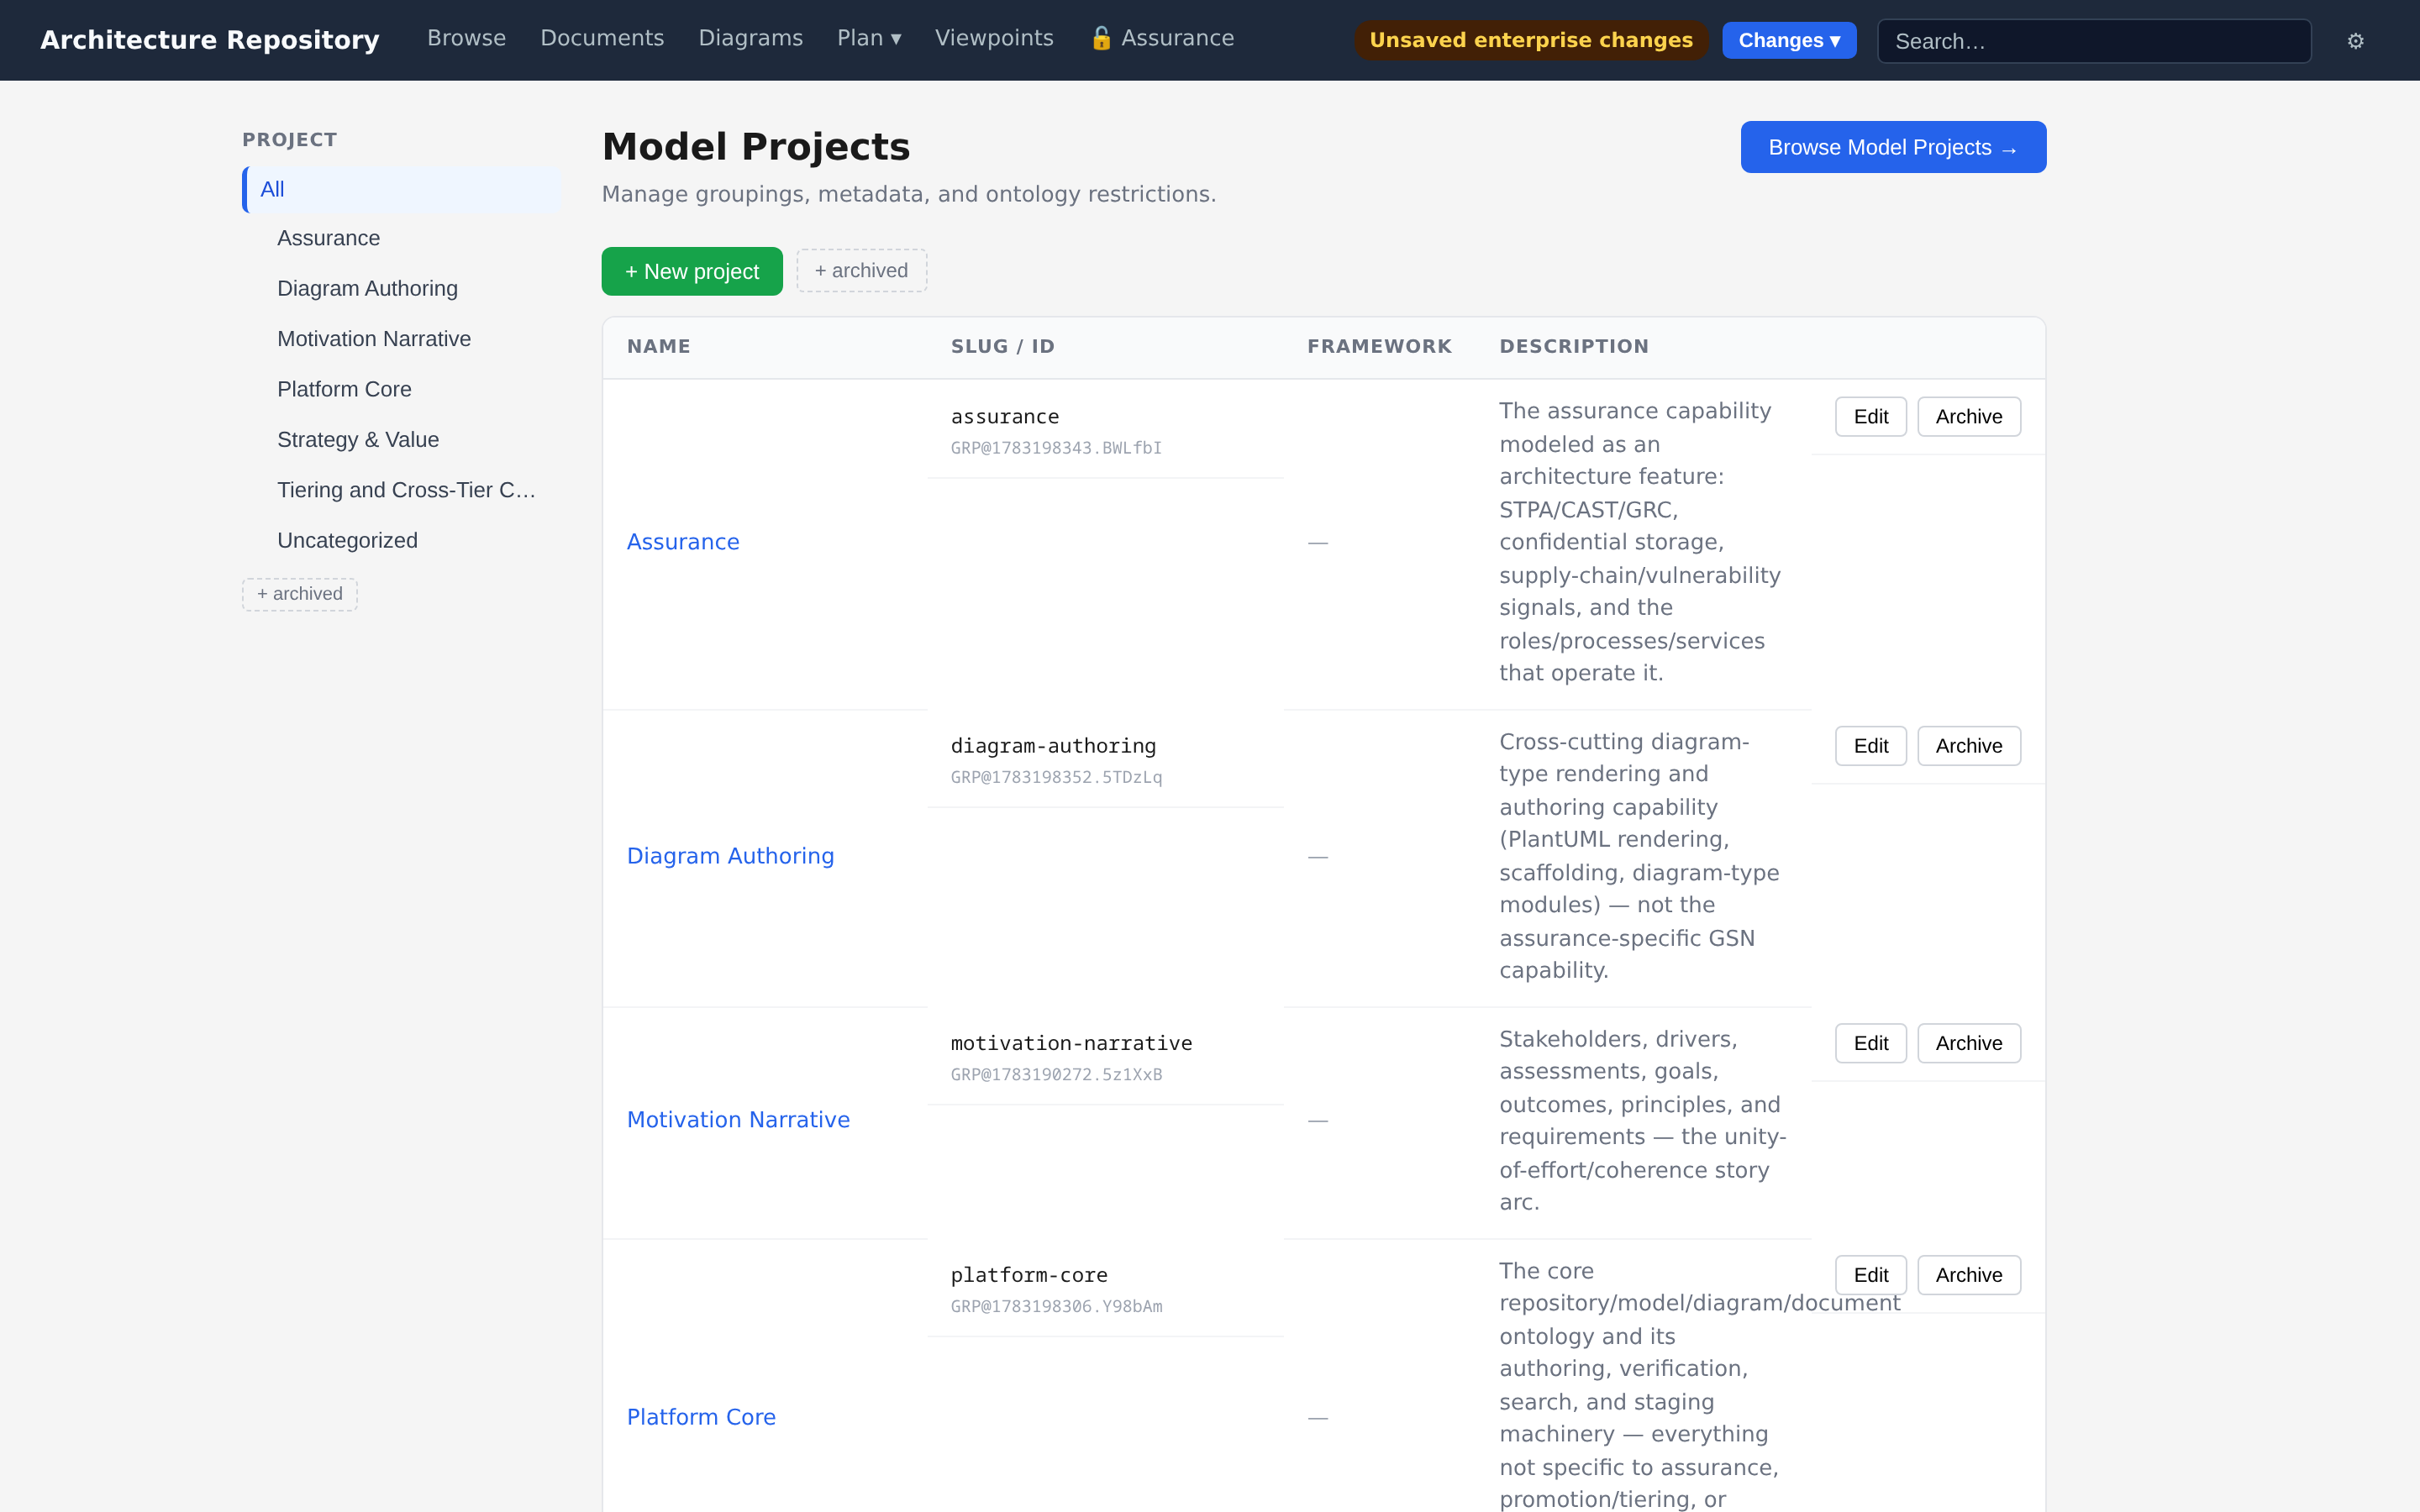 Architecture Repository
Browse
Documents
Diagrams
Plan ▾
Viewpoints
🔓 Assurance
Unsaved enterprise changes
Changes ▾
Search…
⚙
PROJECT
All
Assurance
Diagram Authoring
Motivation Narrative
Platform Core
Strategy & Value
Tiering and Cross-Tier C…
Uncategorized
+ archived
Model Projects
Manage groupings, metadata, and ontology restrictions.
Browse Model Projects →
+ New project
+ archived
NAME
SLUG / ID
FRAMEWORK
DESCRIPTION
Assurance
assurance
GRP@1783198343.BWLfbI
—
The assurance capability
modeled as an
architecture feature:
STPA/CAST/GRC,
confidential storage,
supply-chain/vulnerability
signals, and the
roles/processes/services
that operate it.
Edit
Archive
Diagram Authoring
diagram-authoring
GRP@1783198352.5TDzLq
—
Cross-cutting diagram-
type rendering and
authoring capability
(PlantUML rendering,
scaffolding, diagram-type
modules) — not the
assurance-specific GSN
capability.
Edit
Archive
Motivation Narrative
motivation-narrative
GRP@1783190272.5z1XxB
—
Stakeholders, drivers,
assessments, goals,
outcomes, principles, and
requirements — the unity-
of-effort/coherence story
arc.
Edit
Archive
Platform Core
platform-core
GRP@1783198306.Y98bAm
—
The core
repository/model/diagram/document
ontology and its
authoring, verification,
search, and staging
machinery — everything
not specific to assurance,
promotion/tiering, or
Edit
Archive